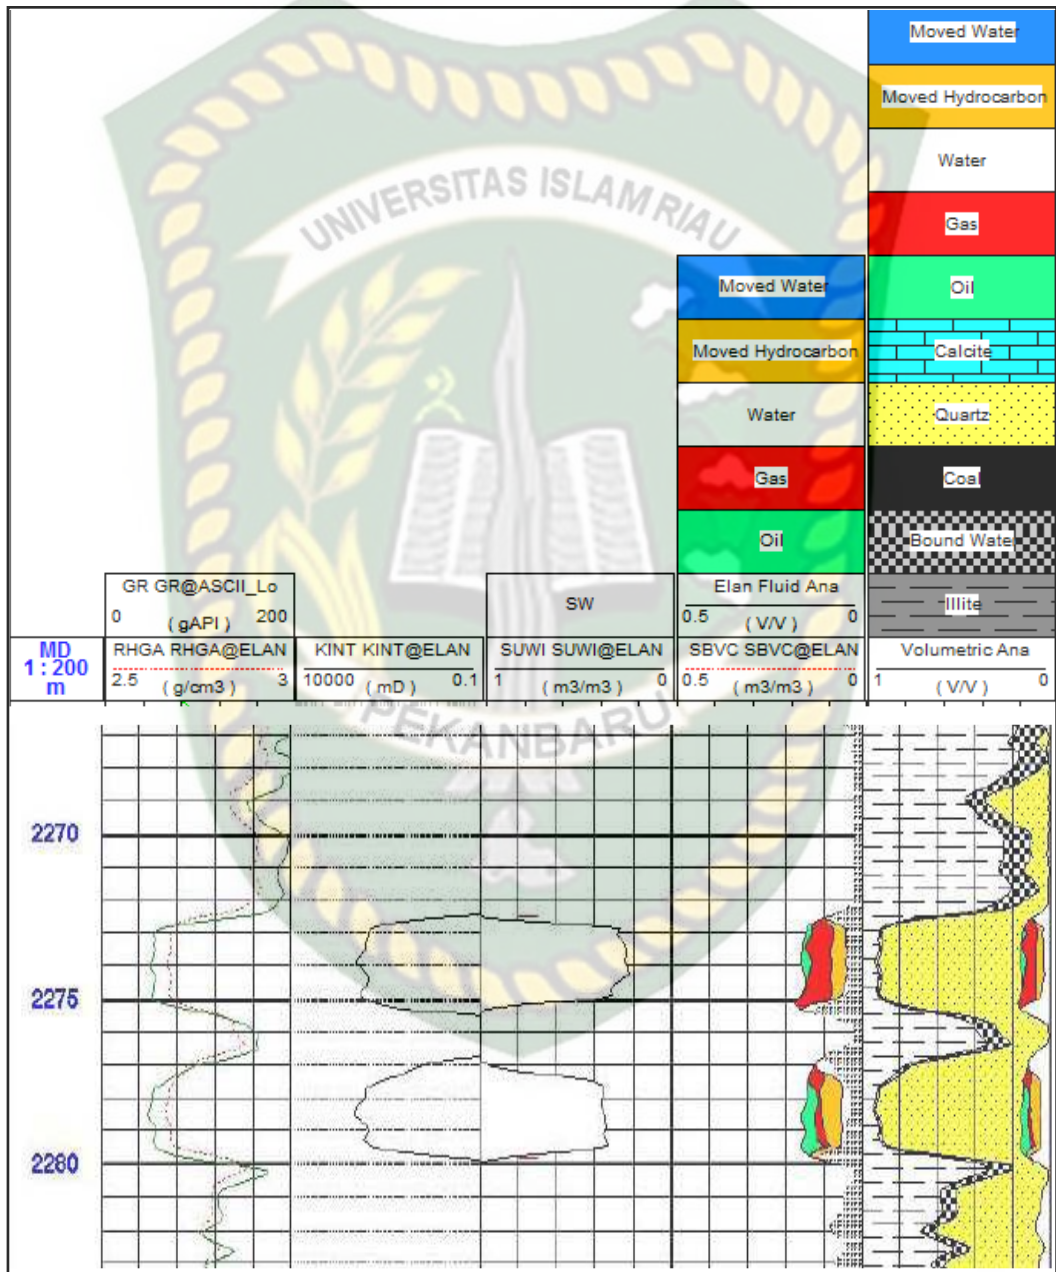 Moved Water
Moved Hydrocarbon
Water
Gas
Oil
Calcite
Quartz
Coal
Bound Water
Illite
Volumetric Ana
1 (V/V) 0
Moved Water
Moved Hydrocarbon
Water
Gas
Oil
Elan Fluid Ana
0.5 (V/V) 0
SBVC SBVC@ELAN
0.5 (m3/m3) 0
SW
SUWI SUWI@ELAN
1 (m3/m3) 0
KINT KINT@ELAN
10000 (mD) 0.1
GR GR@ASCII_Lo
0 (gAPI) 200
RHGA RHGA@ELAN
2.5 (g/cm3) 3
MD
1 : 200
m
UNIVERSITAS ISLAM RIAU
PEKANBARU
2270
2275
2280